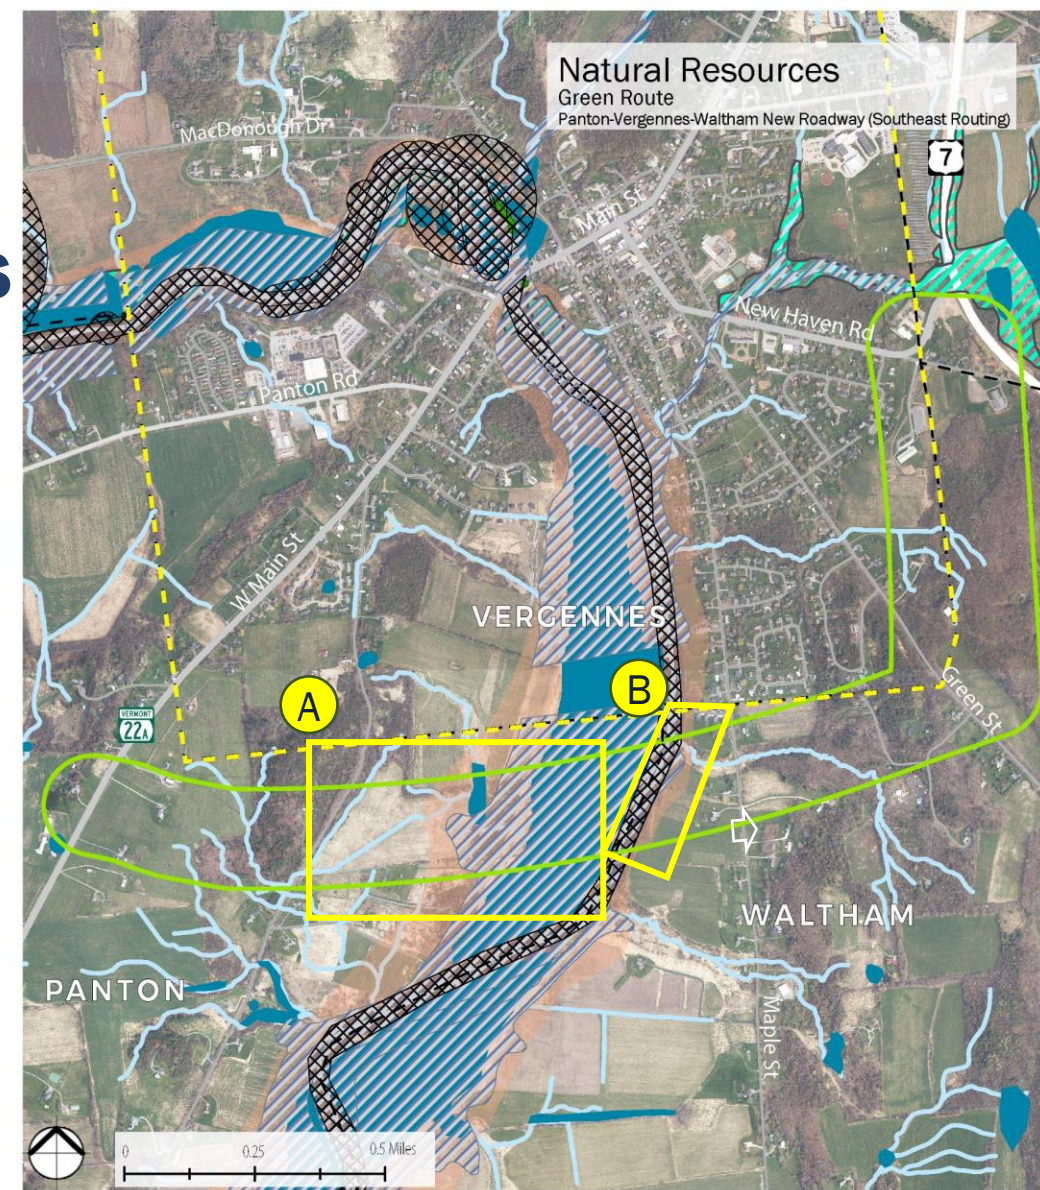 Natural Resources
Green Route
Panton-Vergennes-Waltham New Roadway (Southeast Routing)
MacDonough Dr
7
s
Main St
New Haven Rd
Panton Rd
W Main St
VERGENNES
B
A
Green St
VERMONT
22A
WALTHAM
PANTON
Maple St
0 0.25 0.5 Miles